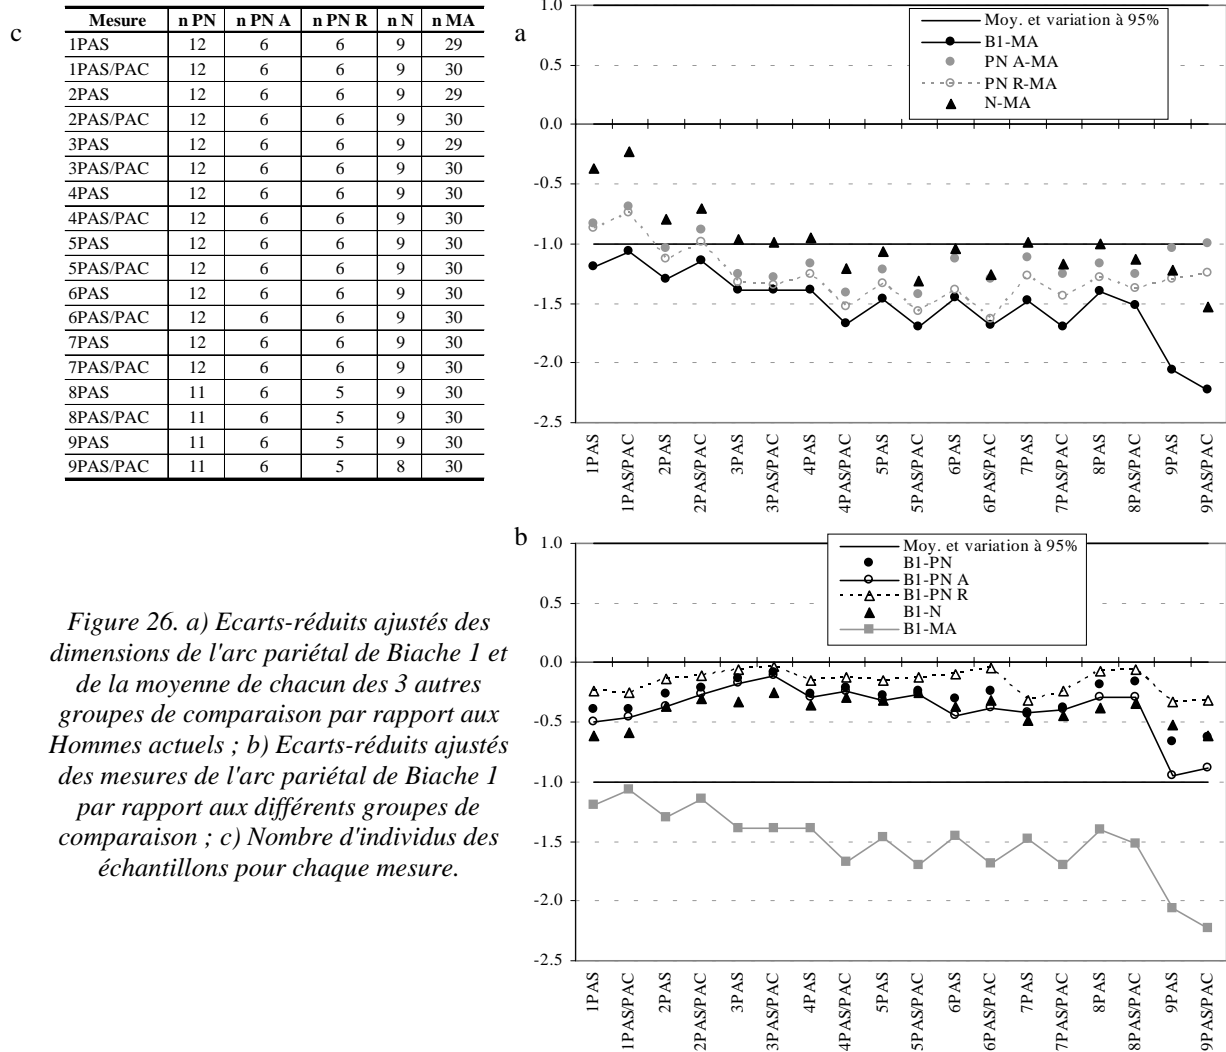 c
Mesure n PN n PN A n PN R n N n MA
1PAS 12 6 6 9 29
1PAS/PAC 12 6 6 9 30
2PAS 12 6 6 9 29
2PAS/PAC 12 6 6 9 30
3PAS 12 6 6 9 29
3PAS/PAC 12 6 6 9 30
4PAS 12 6 6 9 30
4PAS/PAC 12 6 6 9 30
5PAS 12 6 6 9 30
5PAS/PAC 12 6 6 9 30
6PAS 12 6 6 9 30
6PAS/PAC 12 6 6 9 30
7PAS 12 6 6 9 30
7PAS/PAC 12 6 6 9 30
8PAS 11 6 5 9 30
8PAS/PAC 11 6 5 9 30
9PAS 11 6 5 9 30
9PAS/PAC 11 6 5 8 30
a
1.0
0.5
0.0
-0.5
-1.0
-1.5
-2.0
-2.5
Moy. et variation à 95%
B1-MA
PN A-MA
PN R-MA
N-MA
1PAS
1PAS/PAC
2PAS
2PAS/PAC
3PAS
3PAS/PAC
4PAS
4PAS/PAC
5PAS
5PAS/PAC
6PAS
6PAS/PAC
7PAS
7PAS/PAC
8PAS
8PAS/PAC
9PAS
9PAS/PAC
b
1.0
0.5
0.0
-0.5
-1.0
-1.5
-2.0
-2.5
Moy. et variation à 95%
B1-PN
B1-PN A
B1-PN R
B1-N
B1-MA
1PAS
1PAS/PAC
2PAS
2PAS/PAC
3PAS
3PAS/PAC
4PAS
4PAS/PAC
5PAS
5PAS/PAC
6PAS
6PAS/PAC
7PAS
7PAS/PAC
8PAS
8PAS/PAC
9PAS
9PAS/PAC
Figure 26. a) Ecarts-réduits ajustés des
dimensions de l'arc pariétal de Biache 1 et
de la moyenne de chacun des 3 autres
groupes de comparaison par rapport aux
Hommes actuels ; b) Ecarts-réduits ajustés
des mesures de l'arc pariétal de Biache 1
par rapport aux différents groupes de
comparaison ; c) Nombre d'individus des
échantillons pour chaque mesure.